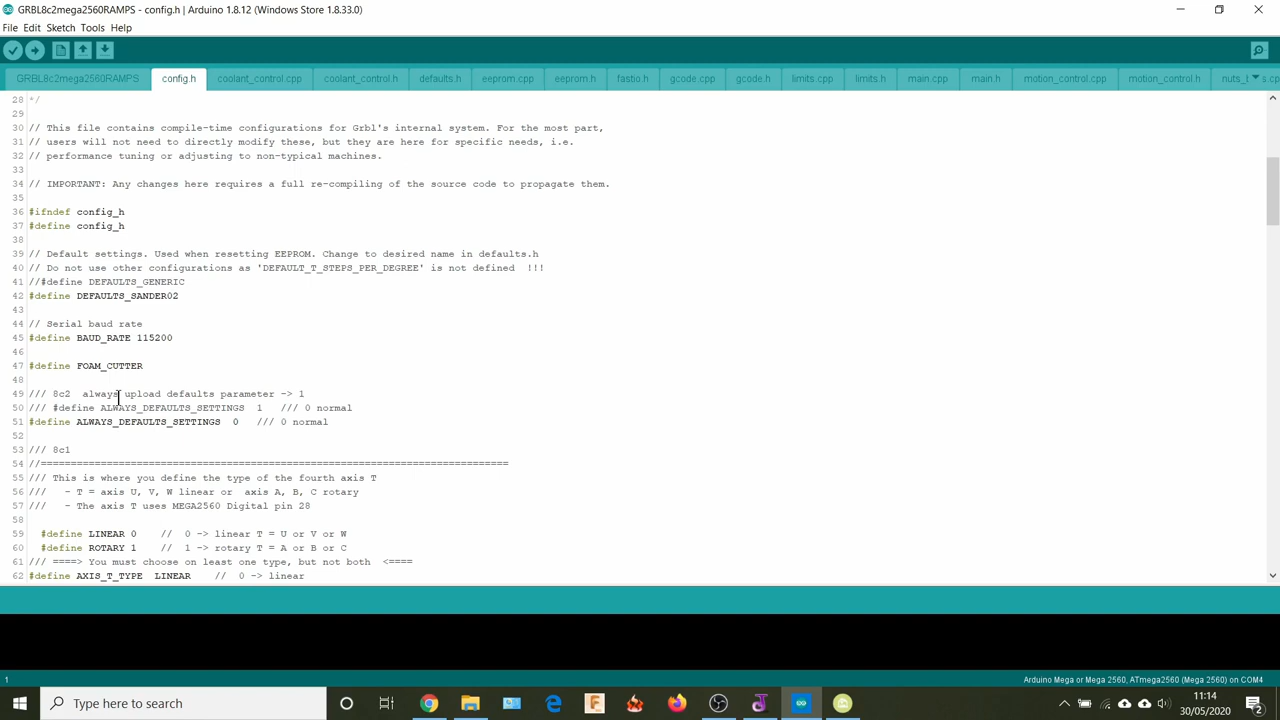 GRBL8c2mega2560RAMPS - config.h | Arduino 1.8.12 (Windows Store 1.8.33.0)
File Edit Sketch Tools Help
GRBL8c2mega2560RAMPS config.h coolant_control.cpp coolant_control.h defaults.h eeprom.cpp eeprom.h fastio.h gcode.cpp gcode.h limits.cpp limits.h main.cpp main.h motion_control.cpp motion_control.h nuts_
28 */
29
30 // This file contains compile-time configurations for Grbl's internal system. For the most part,
31 // users will not need to directly modify these, but they are here for specific needs, i.e.
32 // performance tuning or adjusting to non-typical machines.
33
34 // IMPORTANT: Any changes here requires a full re-compiling of the source code to propagate them.
35
36 #ifndef config_h
37 #define config_h
38
39 // Default settings. Used when resetting EEPROM. Change to desired name in defaults.h
40 // Do not use other configurations as 'DEFAULT_T_STEPS_PER_DEGREE' is not defined  !!!
41 //#define DEFAULTS_GENERIC
42 #define DEFAULTS_SANDER02
43
44 // Serial baud rate
45 #define BAUD_RATE 115200
46
47 #define FOAM_CUTTER
48
49 /// 8c2  always upload defaults parameter -> 1
50 /// #define ALWAYS_DEFAULTS_SETTINGS  1   /// 0 normal
51 #define ALWAYS_DEFAULTS_SETTINGS  0   /// 0 normal
52
53 /// 8c1
54 //==============================================================================
55 /// This is where you define the type of the fourth axis T
56 ///   - T = axis U, V, W linear or  axis A, B, C rotary
57 ///   - The axis T uses MEGA2560 Digital pin 28
58
59   #define LINEAR 0    //  0 -> linear T = U or V or W
60   #define ROTARY 1    //  1 -> rotary T = A or B or C
61 /// ====> You must choose on least one type, but not both  <====
62 #define AXIS_T_TYPE  LINEAR    //  0 -> linear
1
Arduino Mega or Mega 2560, ATmega2560 (Mega 2560) on COM4
Type here to search
11:14
30/05/2020
2